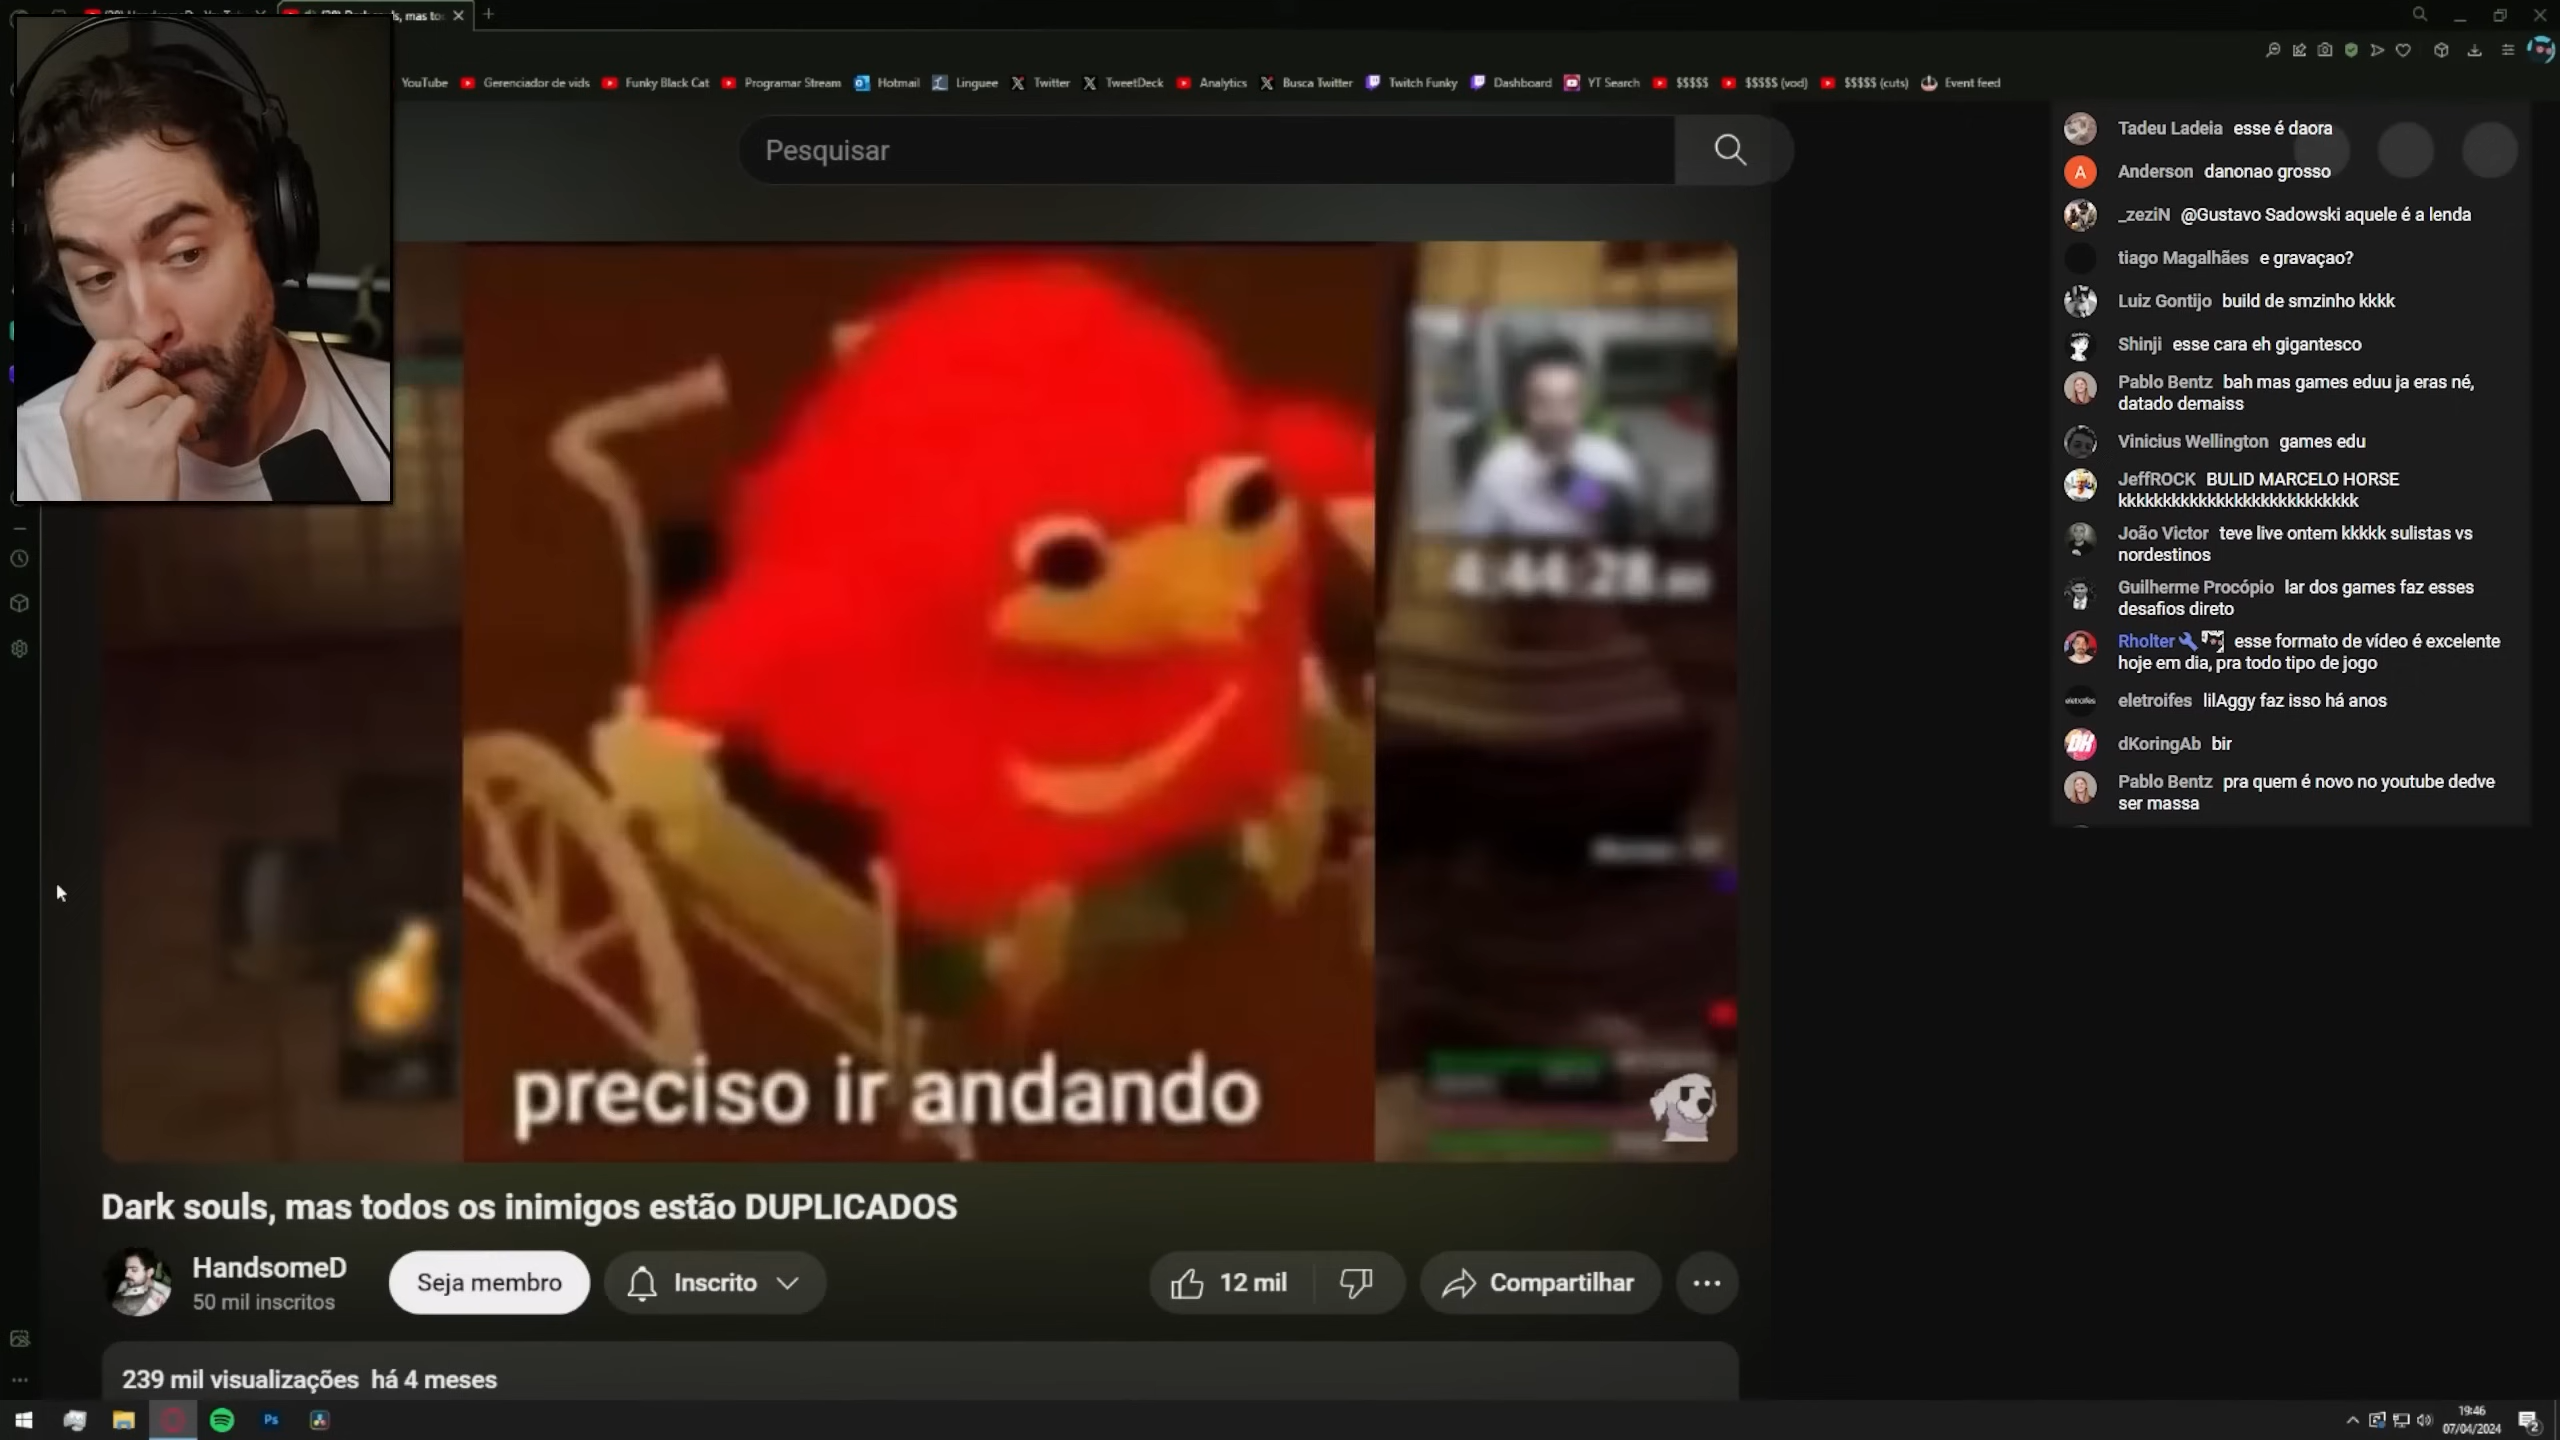 YouTube
Gerenciador de vids
Funky Black Cat
Programar Stream
Hotmail
Linguee
Twitter
TweetDeck
Analytics
Busca Twitter
Twitch Funky
Dashboard
YT Search
$$$$$
$$$$$ (vod)
$$$$$ (cuts)
Event feed
Pesquisar
Tadeu Ladeia esse é daora
A
Anderson danonao grosso
_zeziN @Gustavo Sadowski aquele é a lenda
tiago Magalhães e gravaçao?
Luiz Gontijo build de smzinho kkkk
Shinji esse cara eh gigantesco
Pablo Bentz bah mas games eduu ja eras né,
datado demaiss
Vinicius Wellington games edu
JeffROCK BULID MARCELO HORSE
kkkkkkkkkkkkkkkkkkkkkkkkkkk
João Victor teve live ontem kkkkk sulistas vs
nordestinos
Guilherme Procópio lar dos games faz esses
desafios direto
Rholter esse formato de vídeo é excelente
hoje em dia, pra todo tipo de jogo
eletroifes lilAggy faz isso há anos
dKoringAb bir
Pablo Bentz pra quem é novo no youtube dedve
ser massa
4:44:28
preciso ir andando
Dark souls, mas todos os inimigos estão DUPLICADOS
HandsomeD
50 mil inscritos
Seja membro
Inscrito
12 mil
Compartilhar
239 mil visualizações há 4 meses
Ps
19:46
07/04/2024
2